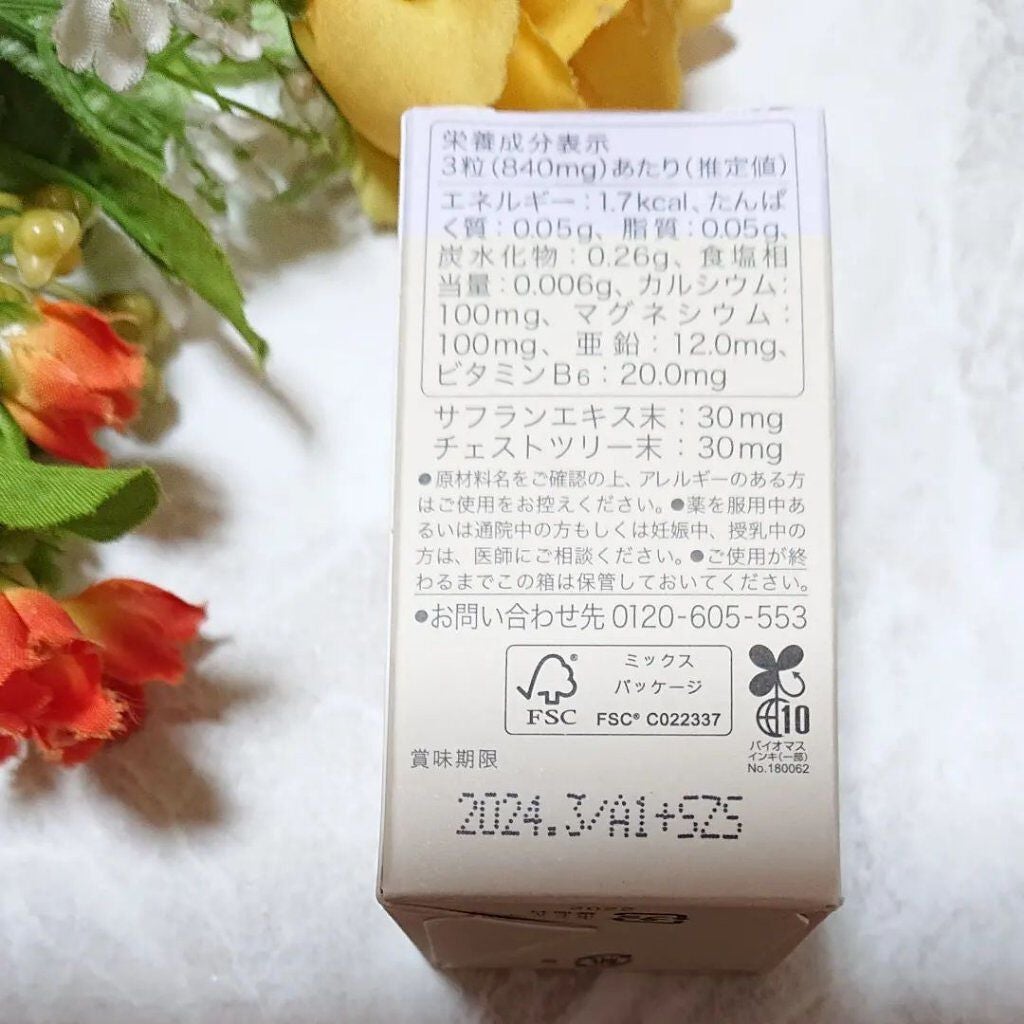 栄養成分表示
3粒(840mg)あたり(推定値)
エネルギー:1.7kcal、たんぱ
く質:0.05g、脂質:0.05g、
炭水化物:0.26g、食塩相
当量:0.006g、カルシウム:
100mg、マグネシウム:
100mg、亜鉛:12.0mg、
ビタミンB6:20.0mg
サフランエキス末:30mg
チェストツリー末:30mg
●原材料名をご確認の上、アレルギーのある方
はご使用をお控えください。●薬を服用中あ
るいは通院中の方もしくは妊娠中、授乳中の
方は、医師にご相談ください。●ご使用が終
わるまでこの箱は保管しておいてください。
●お問い合わせ先 0120-605-553
ミックス
パッケージ
FSC
FSC® C022337
10
バイオマス
インキ(一部)
No.180062
賞味期限
2024.3/A1+S2S